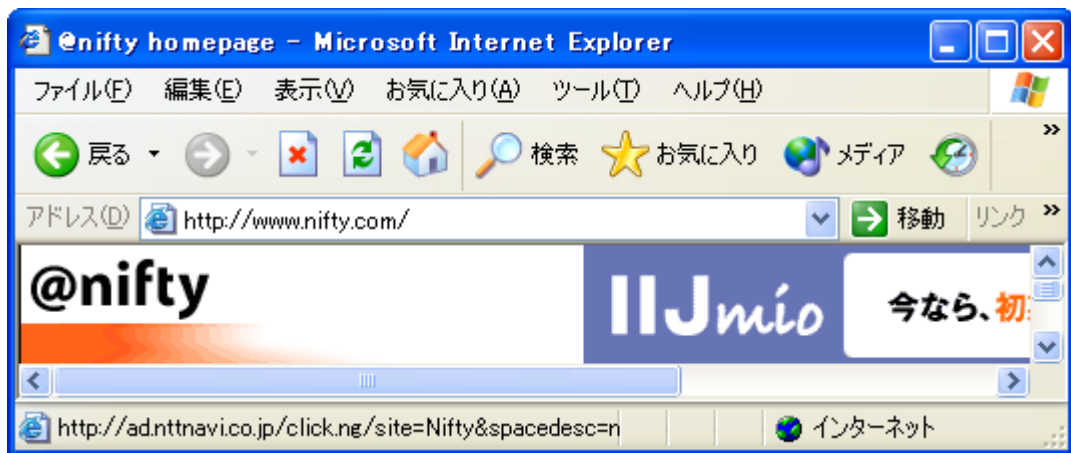 @nifty homepage - Microsoft Internet Explorer
ファイル(F) 編集(E) 表示(V) お気に入り(A) ツール(T) ヘルプ(H)
戻る 検索 お気に入り メディア »
アドレス(D) http://www.nifty.com/ 移動 リンク »
@nifty IIJmio 今なら、初
http://ad.nttnavi.co.jp/click.ng/site=Nifty&spacedesc=n インターネット